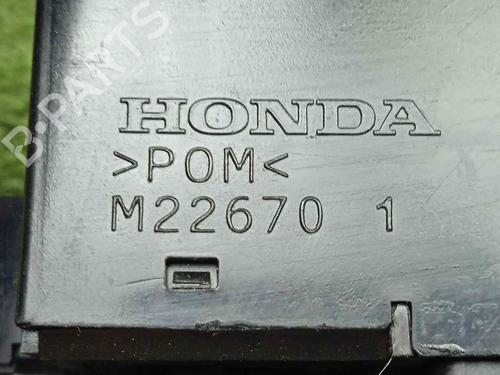 B-PARTS
HONDA
>POM<
M22670 1